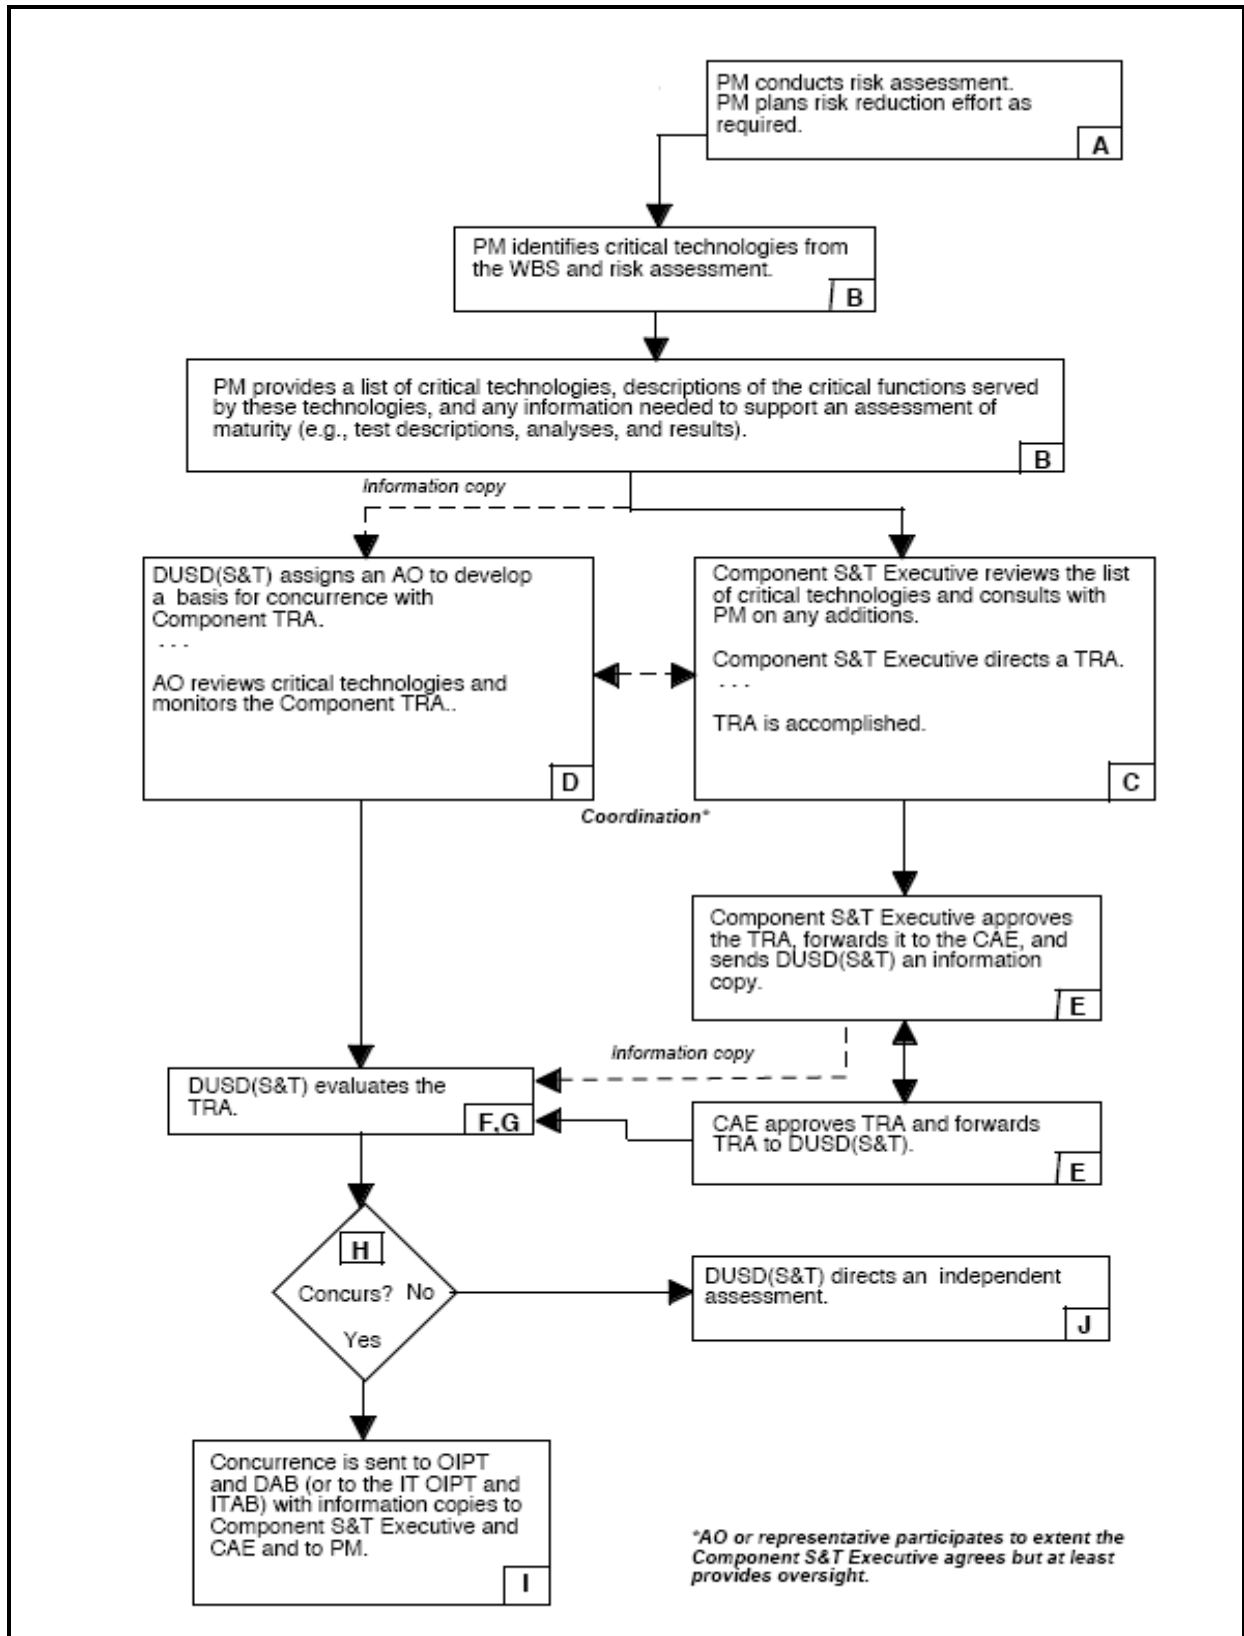 PM conducts risk assessment.
PM plans risk reduction effort as
required.
A
PM identifies critical technologies from
the WBS and risk assessment.
B
PM provides a list of critical technologies, descriptions of the critical functions served
by these technologies, and any information needed to support an assessment of
maturity (e.g., test descriptions, analyses, and results).
B
Information copy
DUSD(S&T) assigns an AO to develop
a basis for concurrence with
Component TRA.
- - -
AO reviews critical technologies and
monitors the Component TRA..
D
Component S&T Executive reviews the list
of critical technologies and consults with
PM on any additions.
Component S&T Executive directs a TRA.
- - -
TRA is accomplished.
C
Coordination*
Component S&T Executive approves
the TRA, forwards it to the CAE, and
sends DUSD(S&T) an information
copy.
E
Information copy
DUSD(S&T) evaluates the
TRA.
F,G
CAE approves TRA and forwards
TRA to DUSD(S&T).
E
H
Concurs? No
Yes
DUSD(S&T) directs an independent
assessment.
J
Concurrence is sent to OIPT
and DAB (or to the IT OIPT and
ITAB) with information copies to
Component S&T Executive and
CAE and to PM.
I
*AO or representative participates to extent the
Component S&T Executive agrees but at least
provides oversight.